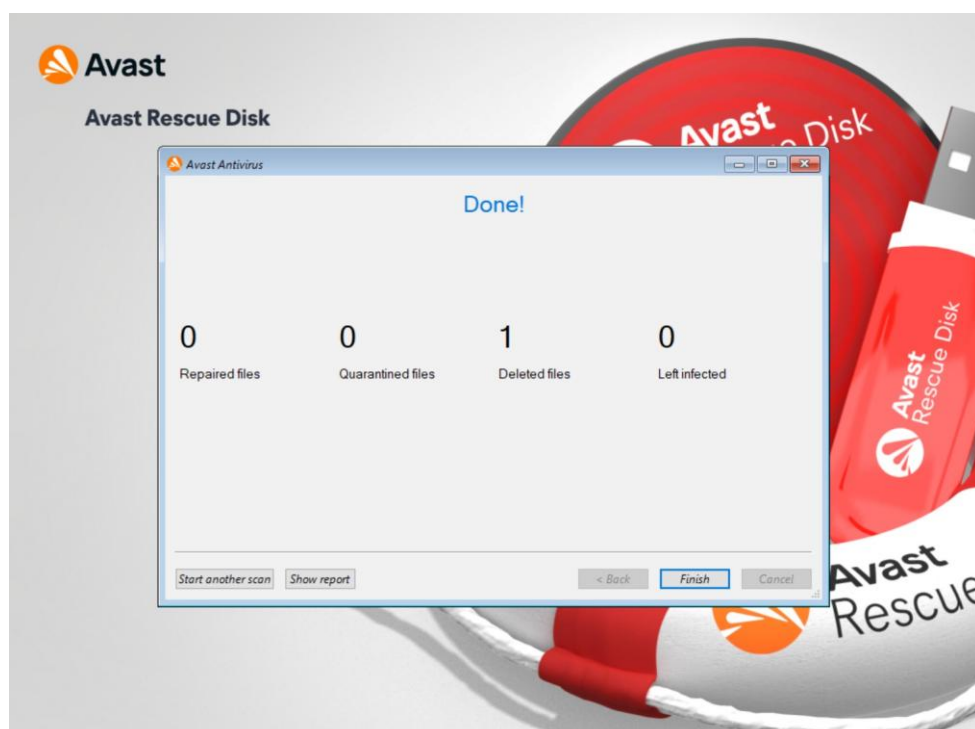 Avast
Avast Rescue Disk
Avast
Rescue Disk
Avast Antivirus
Done!
0
0
1
0
Repaired files
Quarantined files
Deleted files
Left infected
Avast
Rescue Disk
Start another scan
Show report
< Back
Finish
Cancel
Avast
Rescue